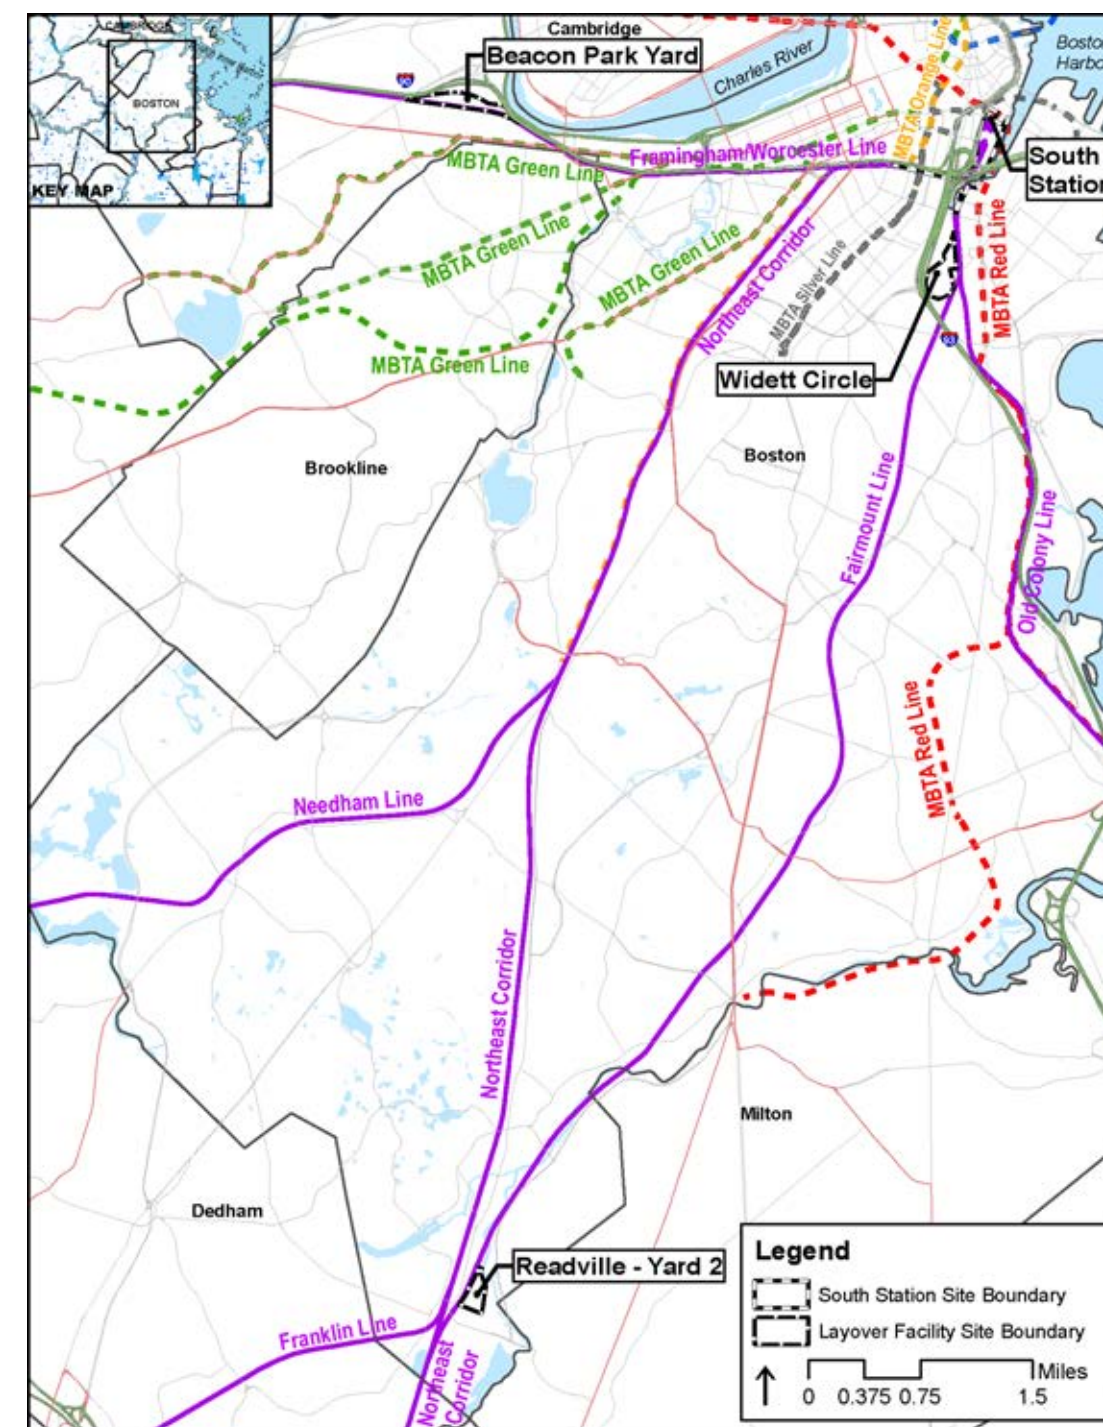 CAMBRIDGE
BOSTON
KEY MAP
Cambridge
Beacon Park Yard
90
Charles River
MBTA Orange Line
Boston
Harbo
Framingham/Worcester Line
MBTA Green Line
South
Station
MBTA Green Line
MBTA Green Line
Northeast Corridor
MBTA Silver Line
MBTA Red Line
93
MBTA Green Line
Widett Circle
Brookline
Boston
Fairmount Line
Old Colony Line
MBTA Red Line
Needham Line
Northeast Corridor
Milton
Dedham
Readville - Yard 2
Franklin Line
Northeast
Corridor
Legend
South Station Site Boundary
Layover Facility Site Boundary
Miles
0 0.375 0.75 1.5